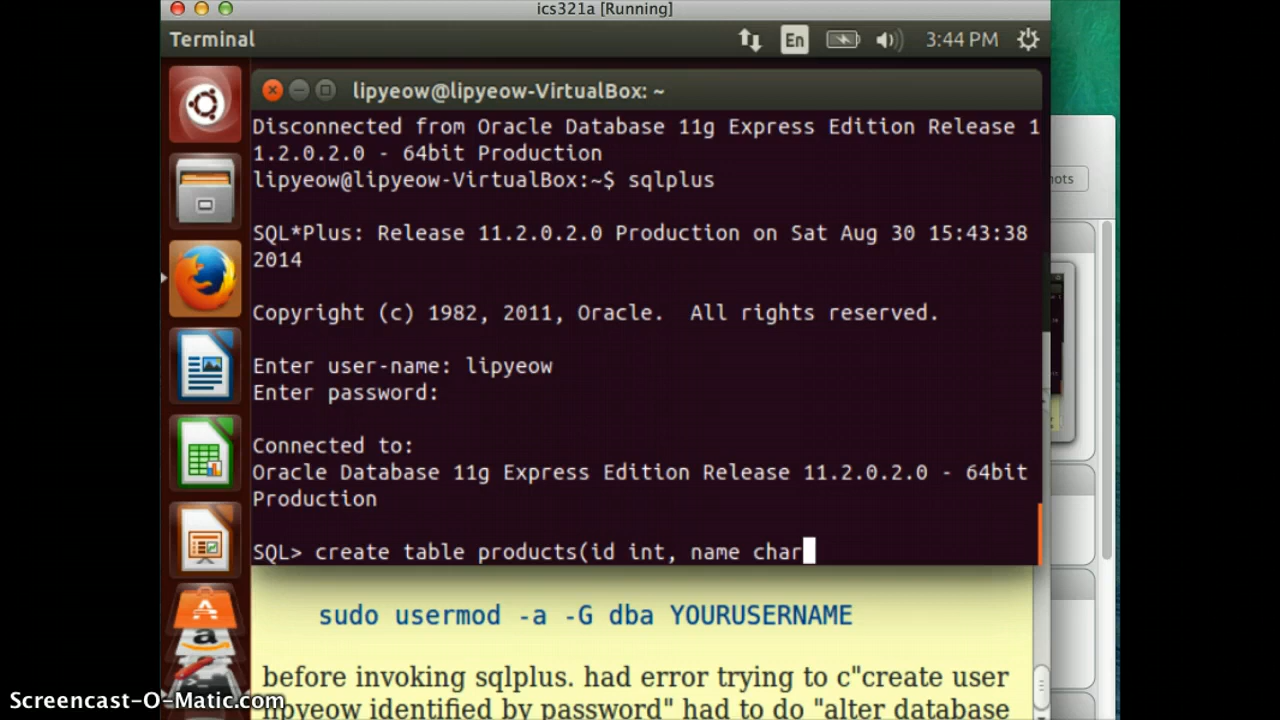 ics321a [Running]
Terminal
En
3:44 PM
lipyeow@lipyeow-VirtualBox: ~
Disconnected from Oracle Database 11g Express Edition Release 1
1.2.0.2.0 - 64bit Production
lipyeow@lipyeow-VirtualBox:~$ sqlplus
ots
SQL*Plus: Release 11.2.0.2.0 Production on Sat Aug 30 15:43:38
2014
Copyright (c) 1982, 2011, Oracle.  All rights reserved.
Enter user-name: lipyeow
Enter password:
Connected to:
Oracle Database 11g Express Edition Release 11.2.0.2.0 - 64bit
Production
SQL> create table products(id int, name char
sudo usermod -a -G dba YOURUSERNAME
before invoking sqlplus. had error trying to c"create user
lipyeow identified by password" had to do "alter database
Screencast-O-Matic.com